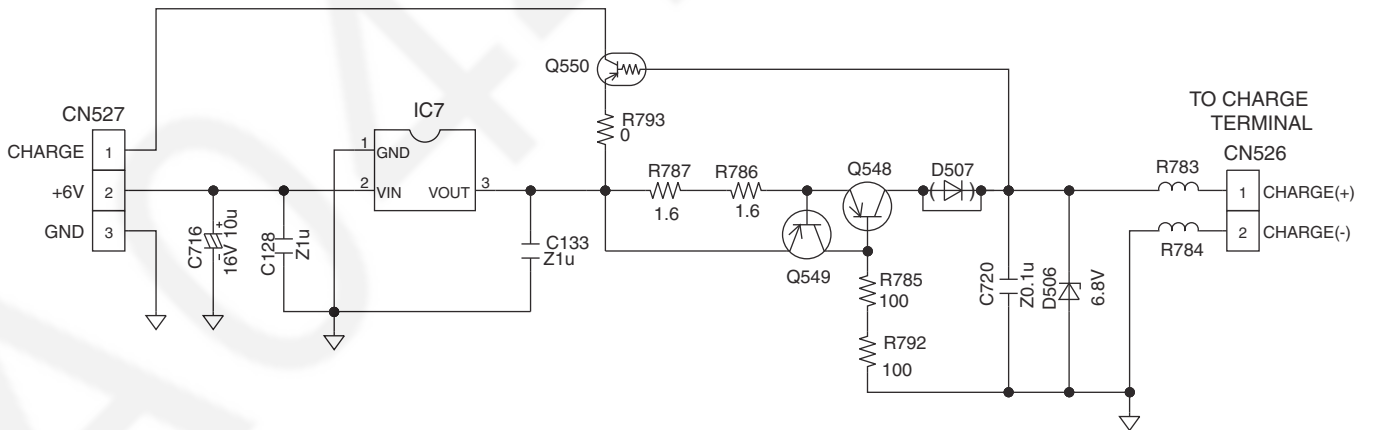 Q550
CN527
IC7
R793
0
TO CHARGE
TERMINAL
CN526
CHARGE
1
1
GND
R787
R786
Q548
D507
R783
1
CHARGE(+)
+6V
2
2
VIN
VOUT
3
1.6
1.6
GND
3
2
CHARGE(-)
R784
C716
16V 10u
+
-
C128
Z1u
C133
Z1u
Q549
R785
100
C720
Z0.1u
D506
6.8V
R792
100